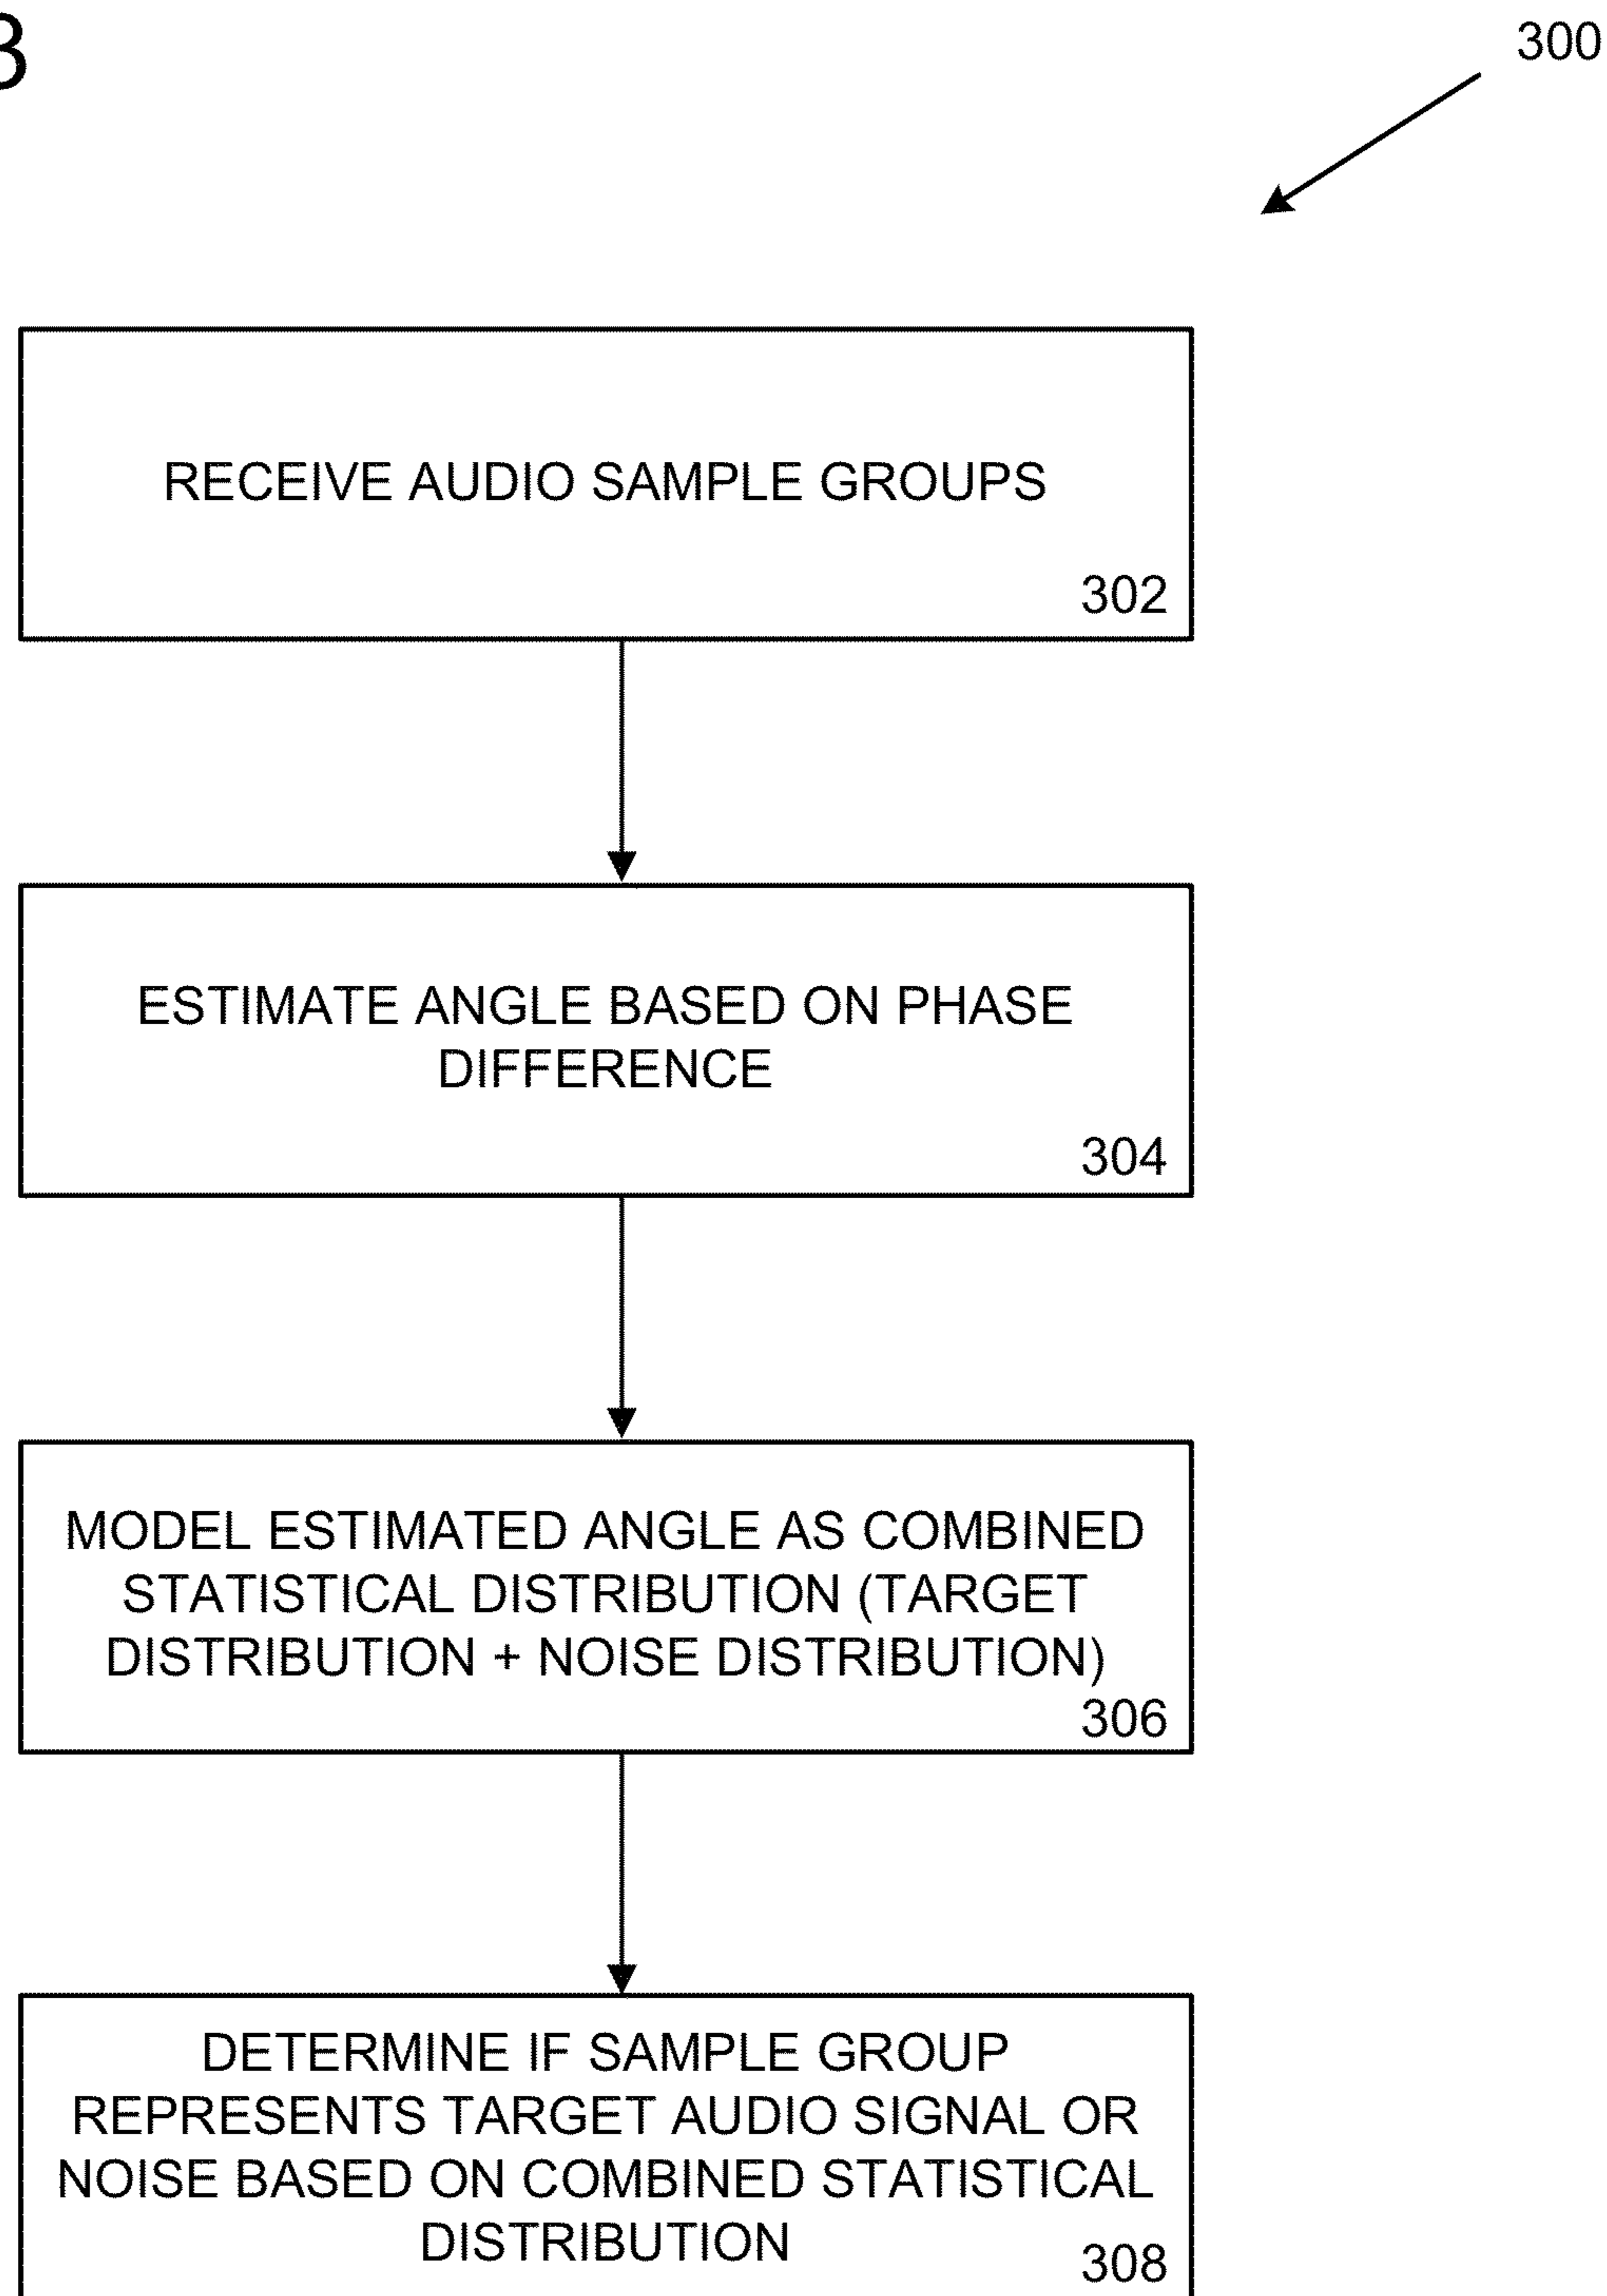 3
300
RECEIVE AUDIO SAMPLE GROUPS
302
ESTIMATE ANGLE BASED ON PHASE
DIFFERENCE
304
MODEL ESTIMATED ANGLE AS COMBINED
STATISTICAL DISTRIBUTION (TARGET
DISTRIBUTION + NOISE DISTRIBUTION)
306
DETERMINE IF SAMPLE GROUP
REPRESENTS TARGET AUDIO SIGNAL OR
NOISE BASED ON COMBINED STATISTICAL
DISTRIBUTION
308